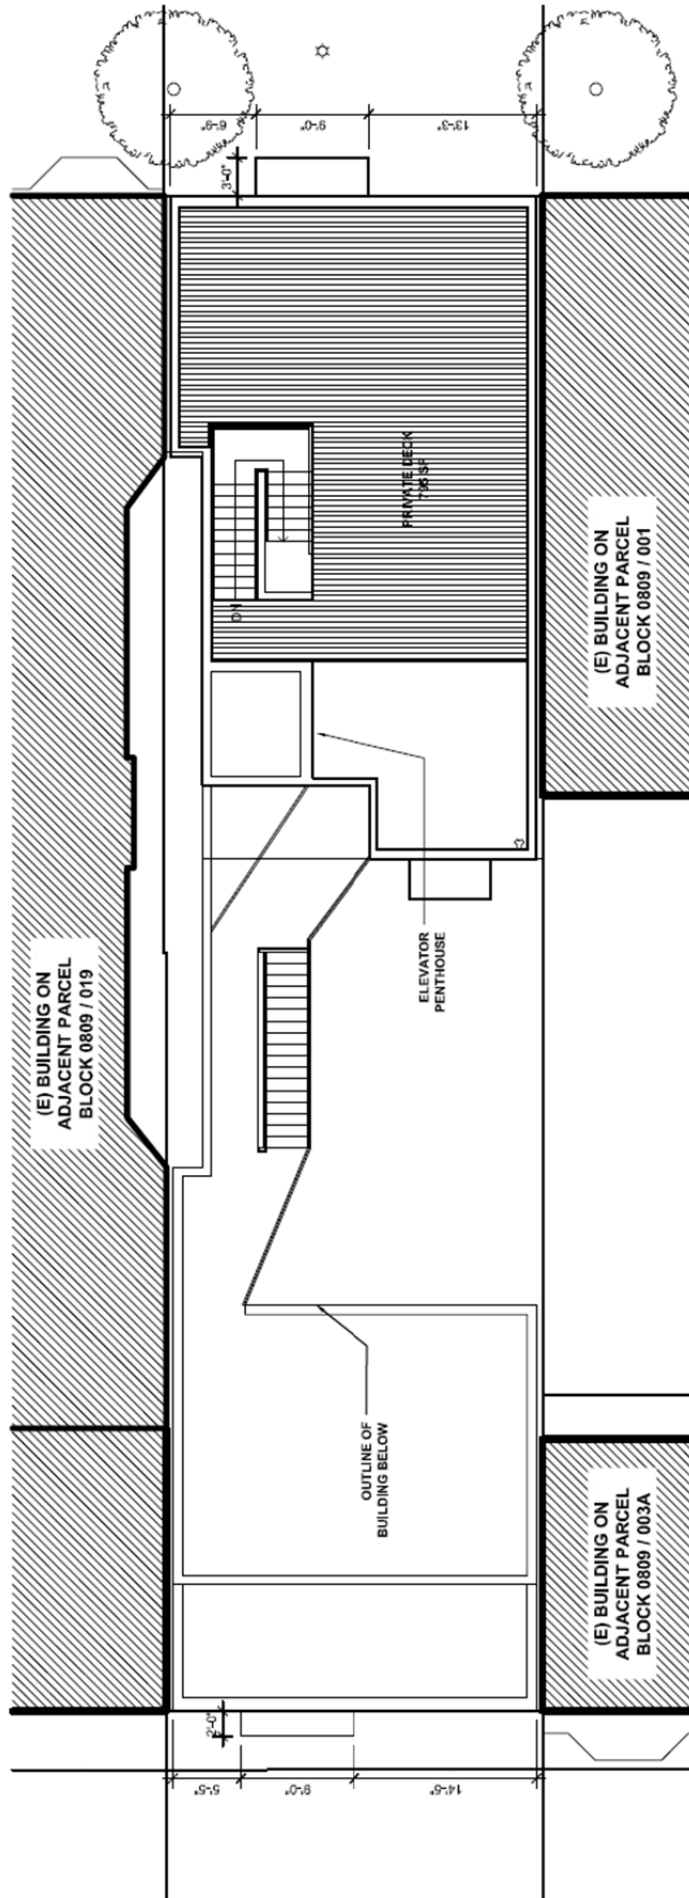 6'-9"
9'-0"
13'-3"
3'-0"
PRIVATE DECK
795 SF
DN
(E) BUILDING ON
ADJACENT PARCEL
BLOCK 0809 / 001
ELEVATOR
PENTHOUSE
(E) BUILDING ON
ADJACENT PARCEL
BLOCK 0809 / 019
OUTLINE OF
BUILDING BELOW
(E) BUILDING ON
ADJACENT PARCEL
BLOCK 0809 / 003A
2'-0"
5'-5"
9'-0"